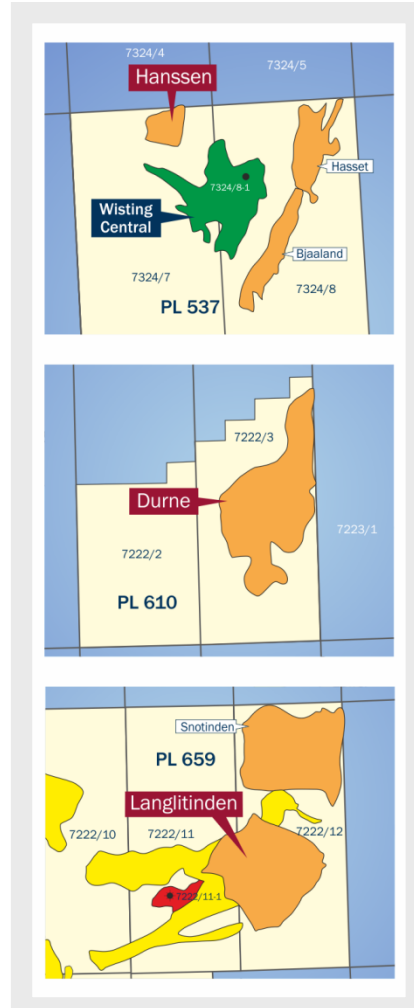 7324/4
7324/5
Hanssen
7324/8-1
Hasset
Wisting
Central
Bjaaland
7324/7
7324/8
PL 537
7222/3
Durne
7223/1
7222/2
PL 610
Snotinden
PL 659
Langlitinden
7222/10
7222/11
7222/12
7222/11-1